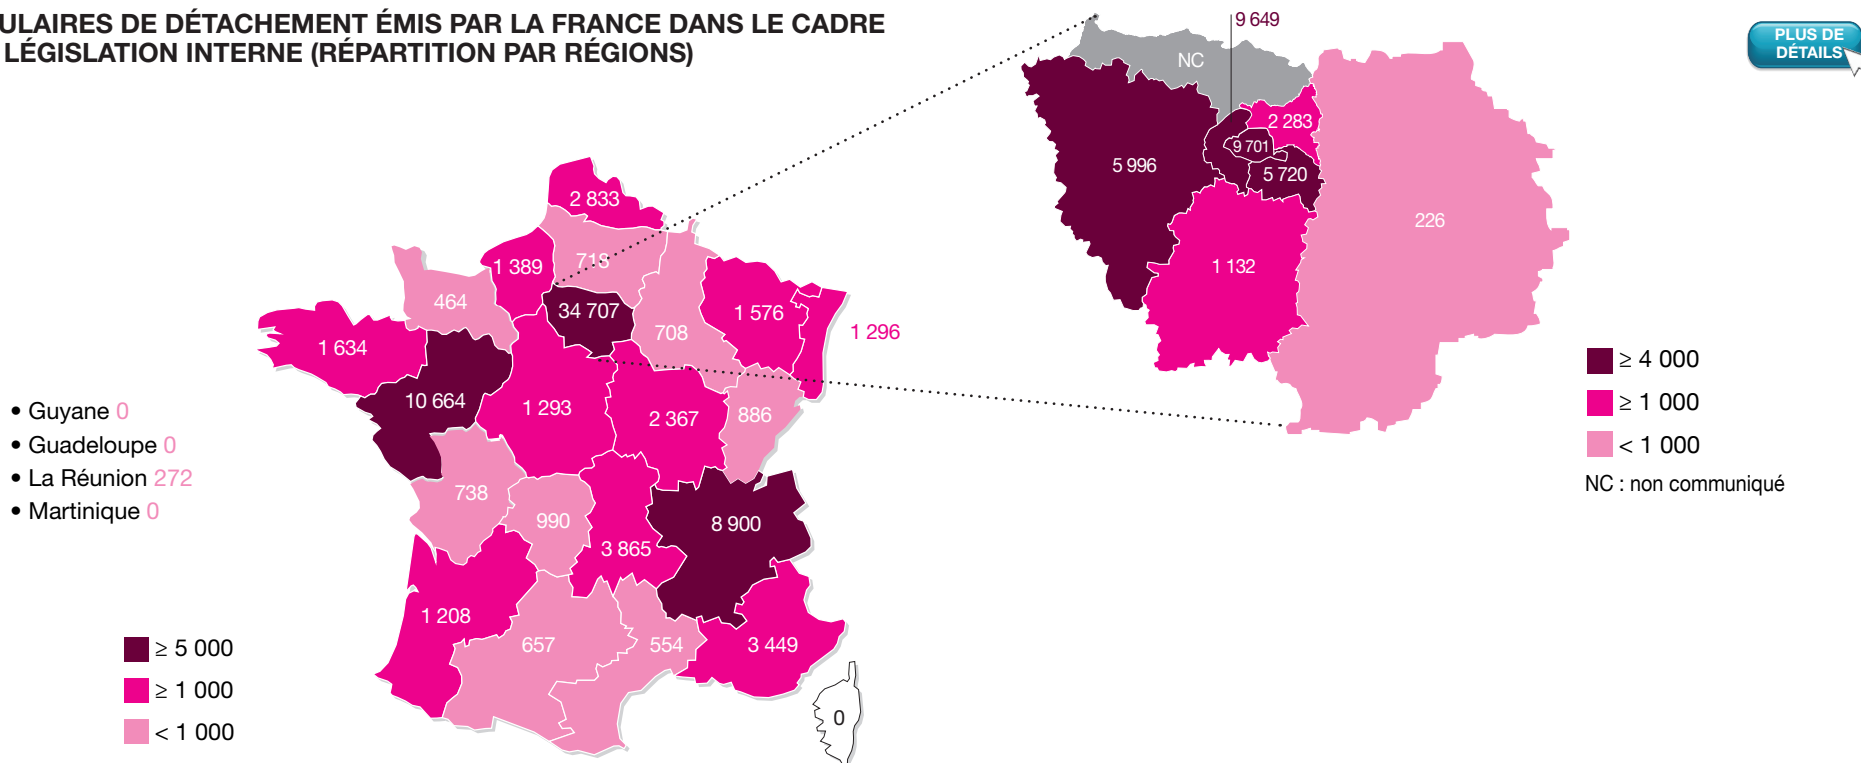 ULAIRES DE DÉTACHEMENT ÉMIS PAR LA FRANCE DANS LE CADRE
LÉGISLATION INTERNE (RÉPARTITION PAR RÉGIONS)
PLUS DE
DÉTAILS
9 649
NC
2 283
9 701
5 996
5 720
226
1 132
2 833
1 389
718
464
34 707
1 576
708
1 296
1 634
10 664
1 293
2 367
886
738
990
8 900
3 865
1 208
657
554
3 449
0
• Guyane 0
• Guadeloupe 0
• La Réunion 272
• Martinique 0
≥ 5 000
≥ 1 000
< 1 000
≥ 4 000
≥ 1 000
< 1 000
NC : non communiqué